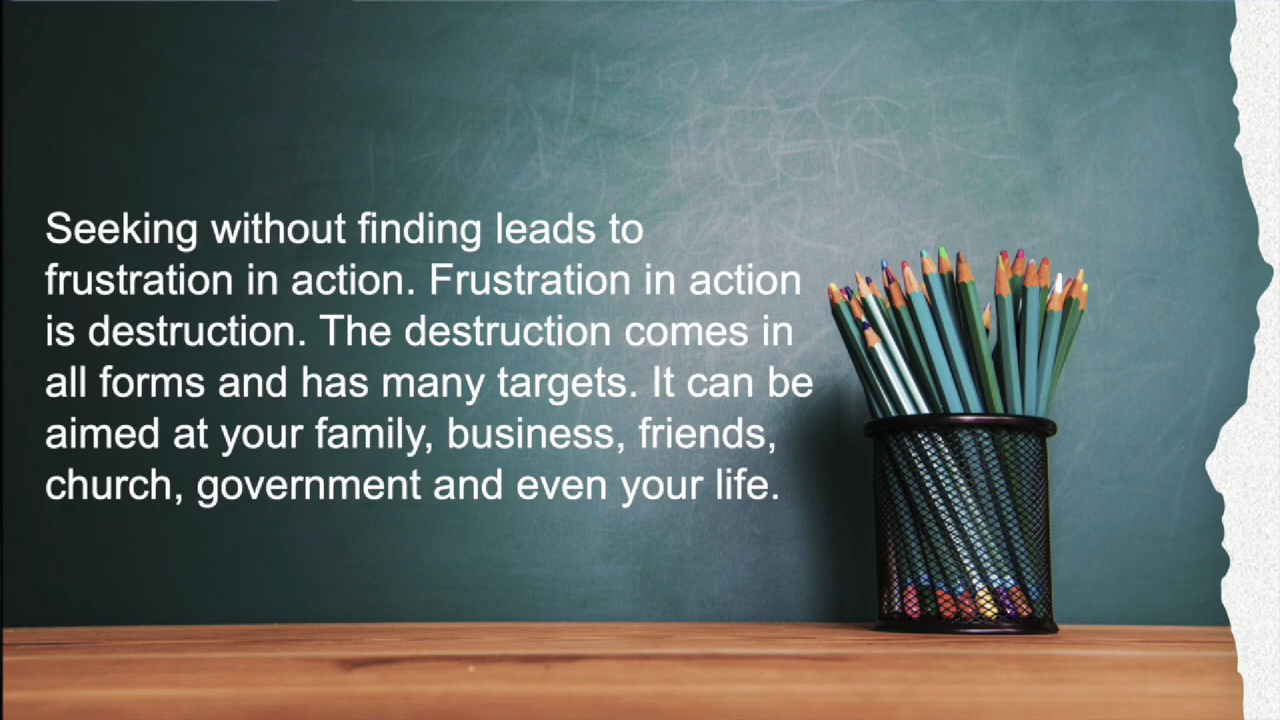 Seeking without finding leads to
frustration in action. Frustration in action
is destruction. The destruction comes in
all forms and has many targets. It can be
aimed at your family, business, friends,
church, government and even your life.